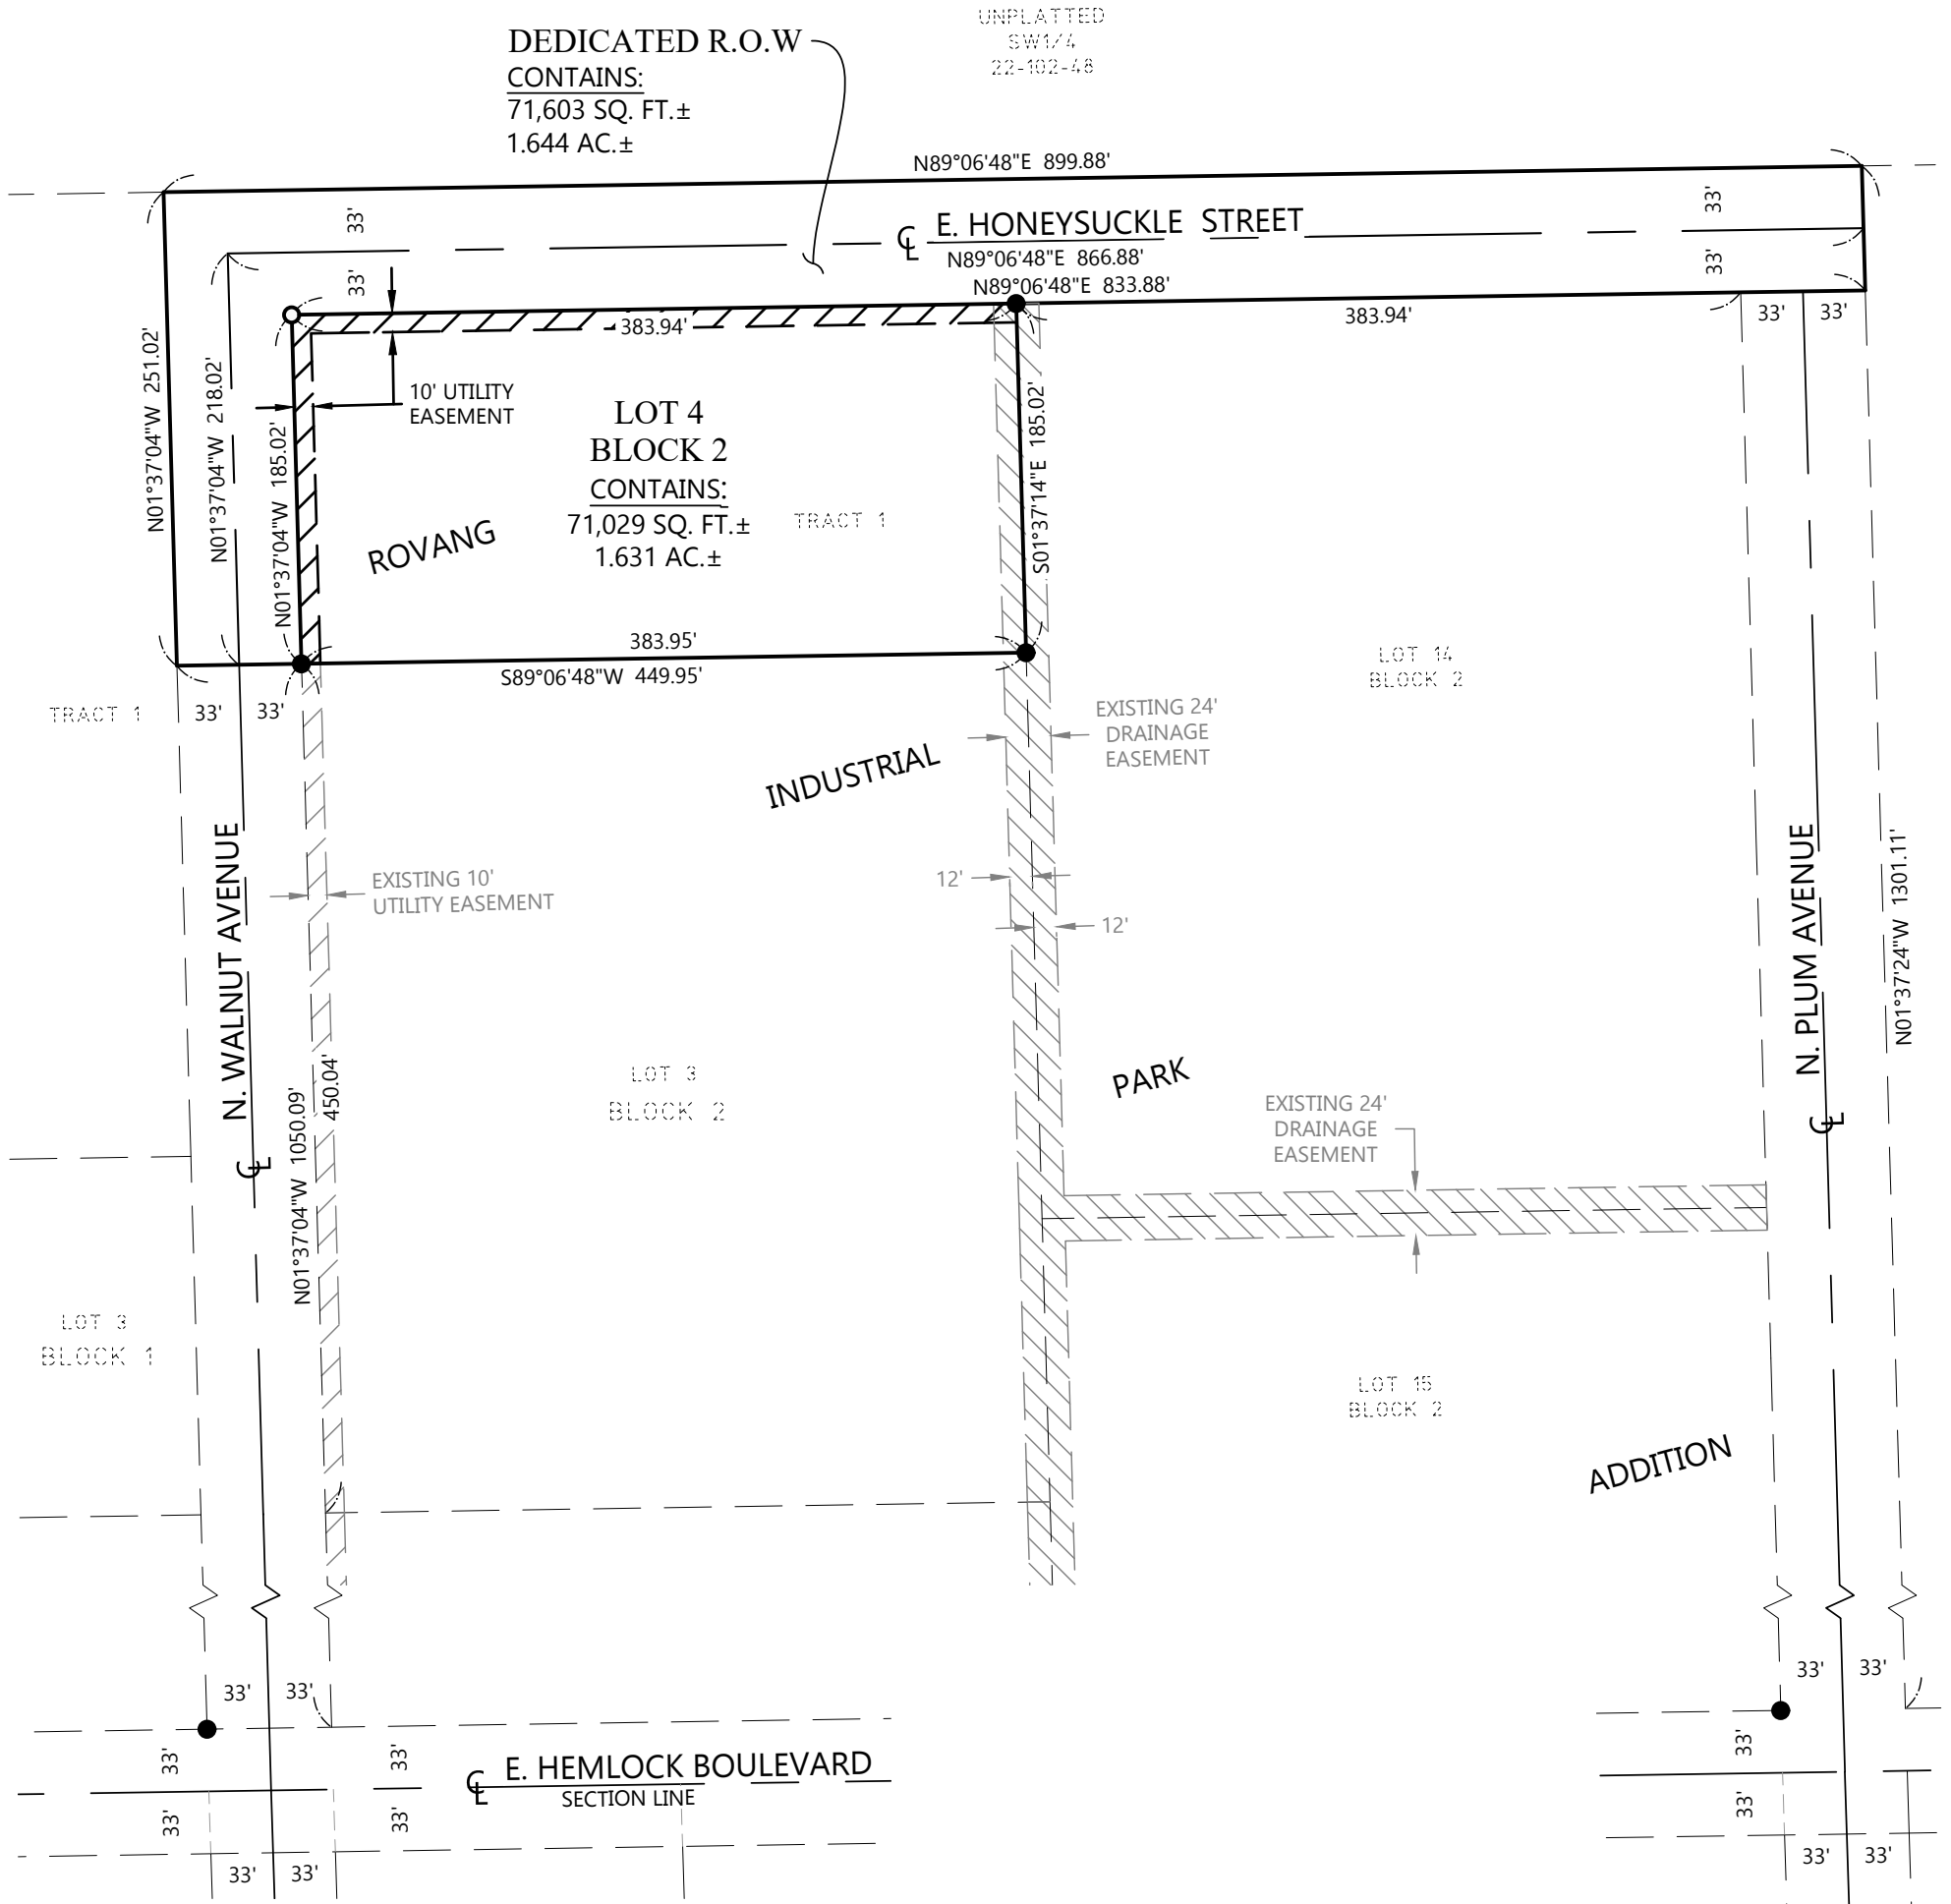 UNPLATTED
SW1/4
22-102-48
DEDICATED R.O.W
CONTAINS:
71,603 SQ. FT.±
1.644 AC.±
N89°06'48"E 899.88'
33'
33'
℄ E. HONEYSUCKLE STREET
N89°06'48"E 866.88'
N89°06'48"E 833.88'
33'
33'
383.94'
383.94'
33'
33'
N01°37'04"W 251.02'
N01°37'04"W 218.02'
N01°37'04"W 185.02'
10' UTILITY
EASEMENT
LOT 4
BLOCK 2
CONTAINS:
71,029 SQ. FT.±
1.631 AC.±
TRACT 1
S01°37'14"E 185.02'
ROVANG
383.95'
S89°06'48"W 449.95'
LOT 14
BLOCK 2
TRACT 1
33'
33'
EXISTING 24'
DRAINAGE
EASEMENT
INDUSTRIAL
EXISTING 10'
UTILITY EASEMENT
12'
12'
N. WALNUT AVENUE
℄
N. PLUM AVENUE
℄
N01°37'24"W 1301.11'
N01°37'04"W 1050.09'
450.04'
LOT 3
BLOCK 2
PARK
EXISTING 24'
DRAINAGE
EASEMENT
LOT 3
BLOCK 1
LOT 15
BLOCK 2
ADDITION
33'
33'
33'
33'
33'
33'
33'
℄ E. HEMLOCK BOULEVARD
SECTION LINE
33'
33'
33'
33'
33'
33'
33'